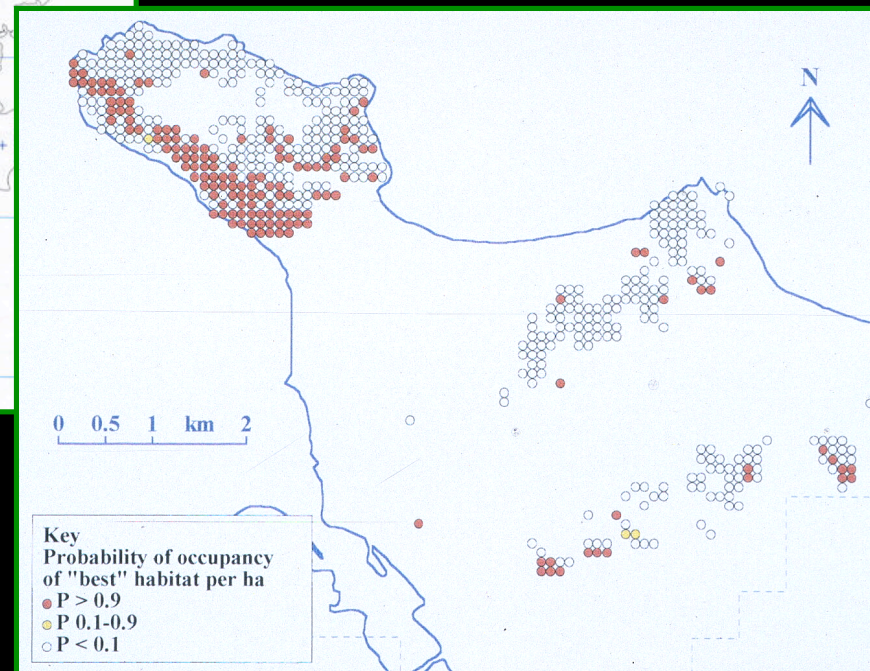 N
0 0.5 1 km 2
Key
Probability of occupancy
of "best" habitat per ha
P > 0.9
P 0.1-0.9
P < 0.1